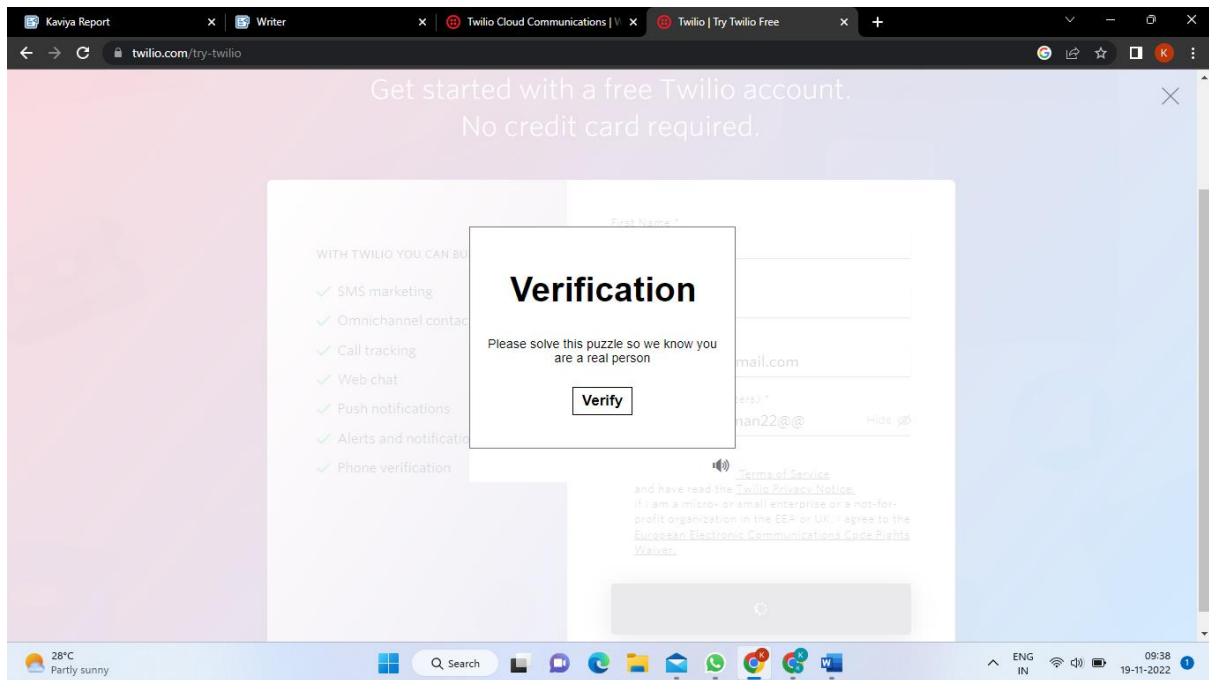 Kaviya Report
Writer
Twilio Cloud Communications | W
Twilio | Try Twilio Free
twilio.com/try-twilio
K
Get started with a free Twilio account.
No credit card required.
First Name *
WITH TWILIO YOU CAN BU
SMS marketing
Omnichannel contac
Call tracking
Web chat
Push notifications
Alerts and notificatio
Phone verification
Verification
Please solve this puzzle so we know you
are a real person
Verify
mail.com
ters) *
man22@@
Hide
Terms of Service
and have read the Twilio Privacy Notice.
If I am a micro- or small enterprise or a not-for-
profit organization in the EEA or UK, I agree to the
European Electronic Communications Code Rights
Waiver.
28°C
Partly sunny
Search
K
K
ENG
IN
09:38
19-11-2022
1